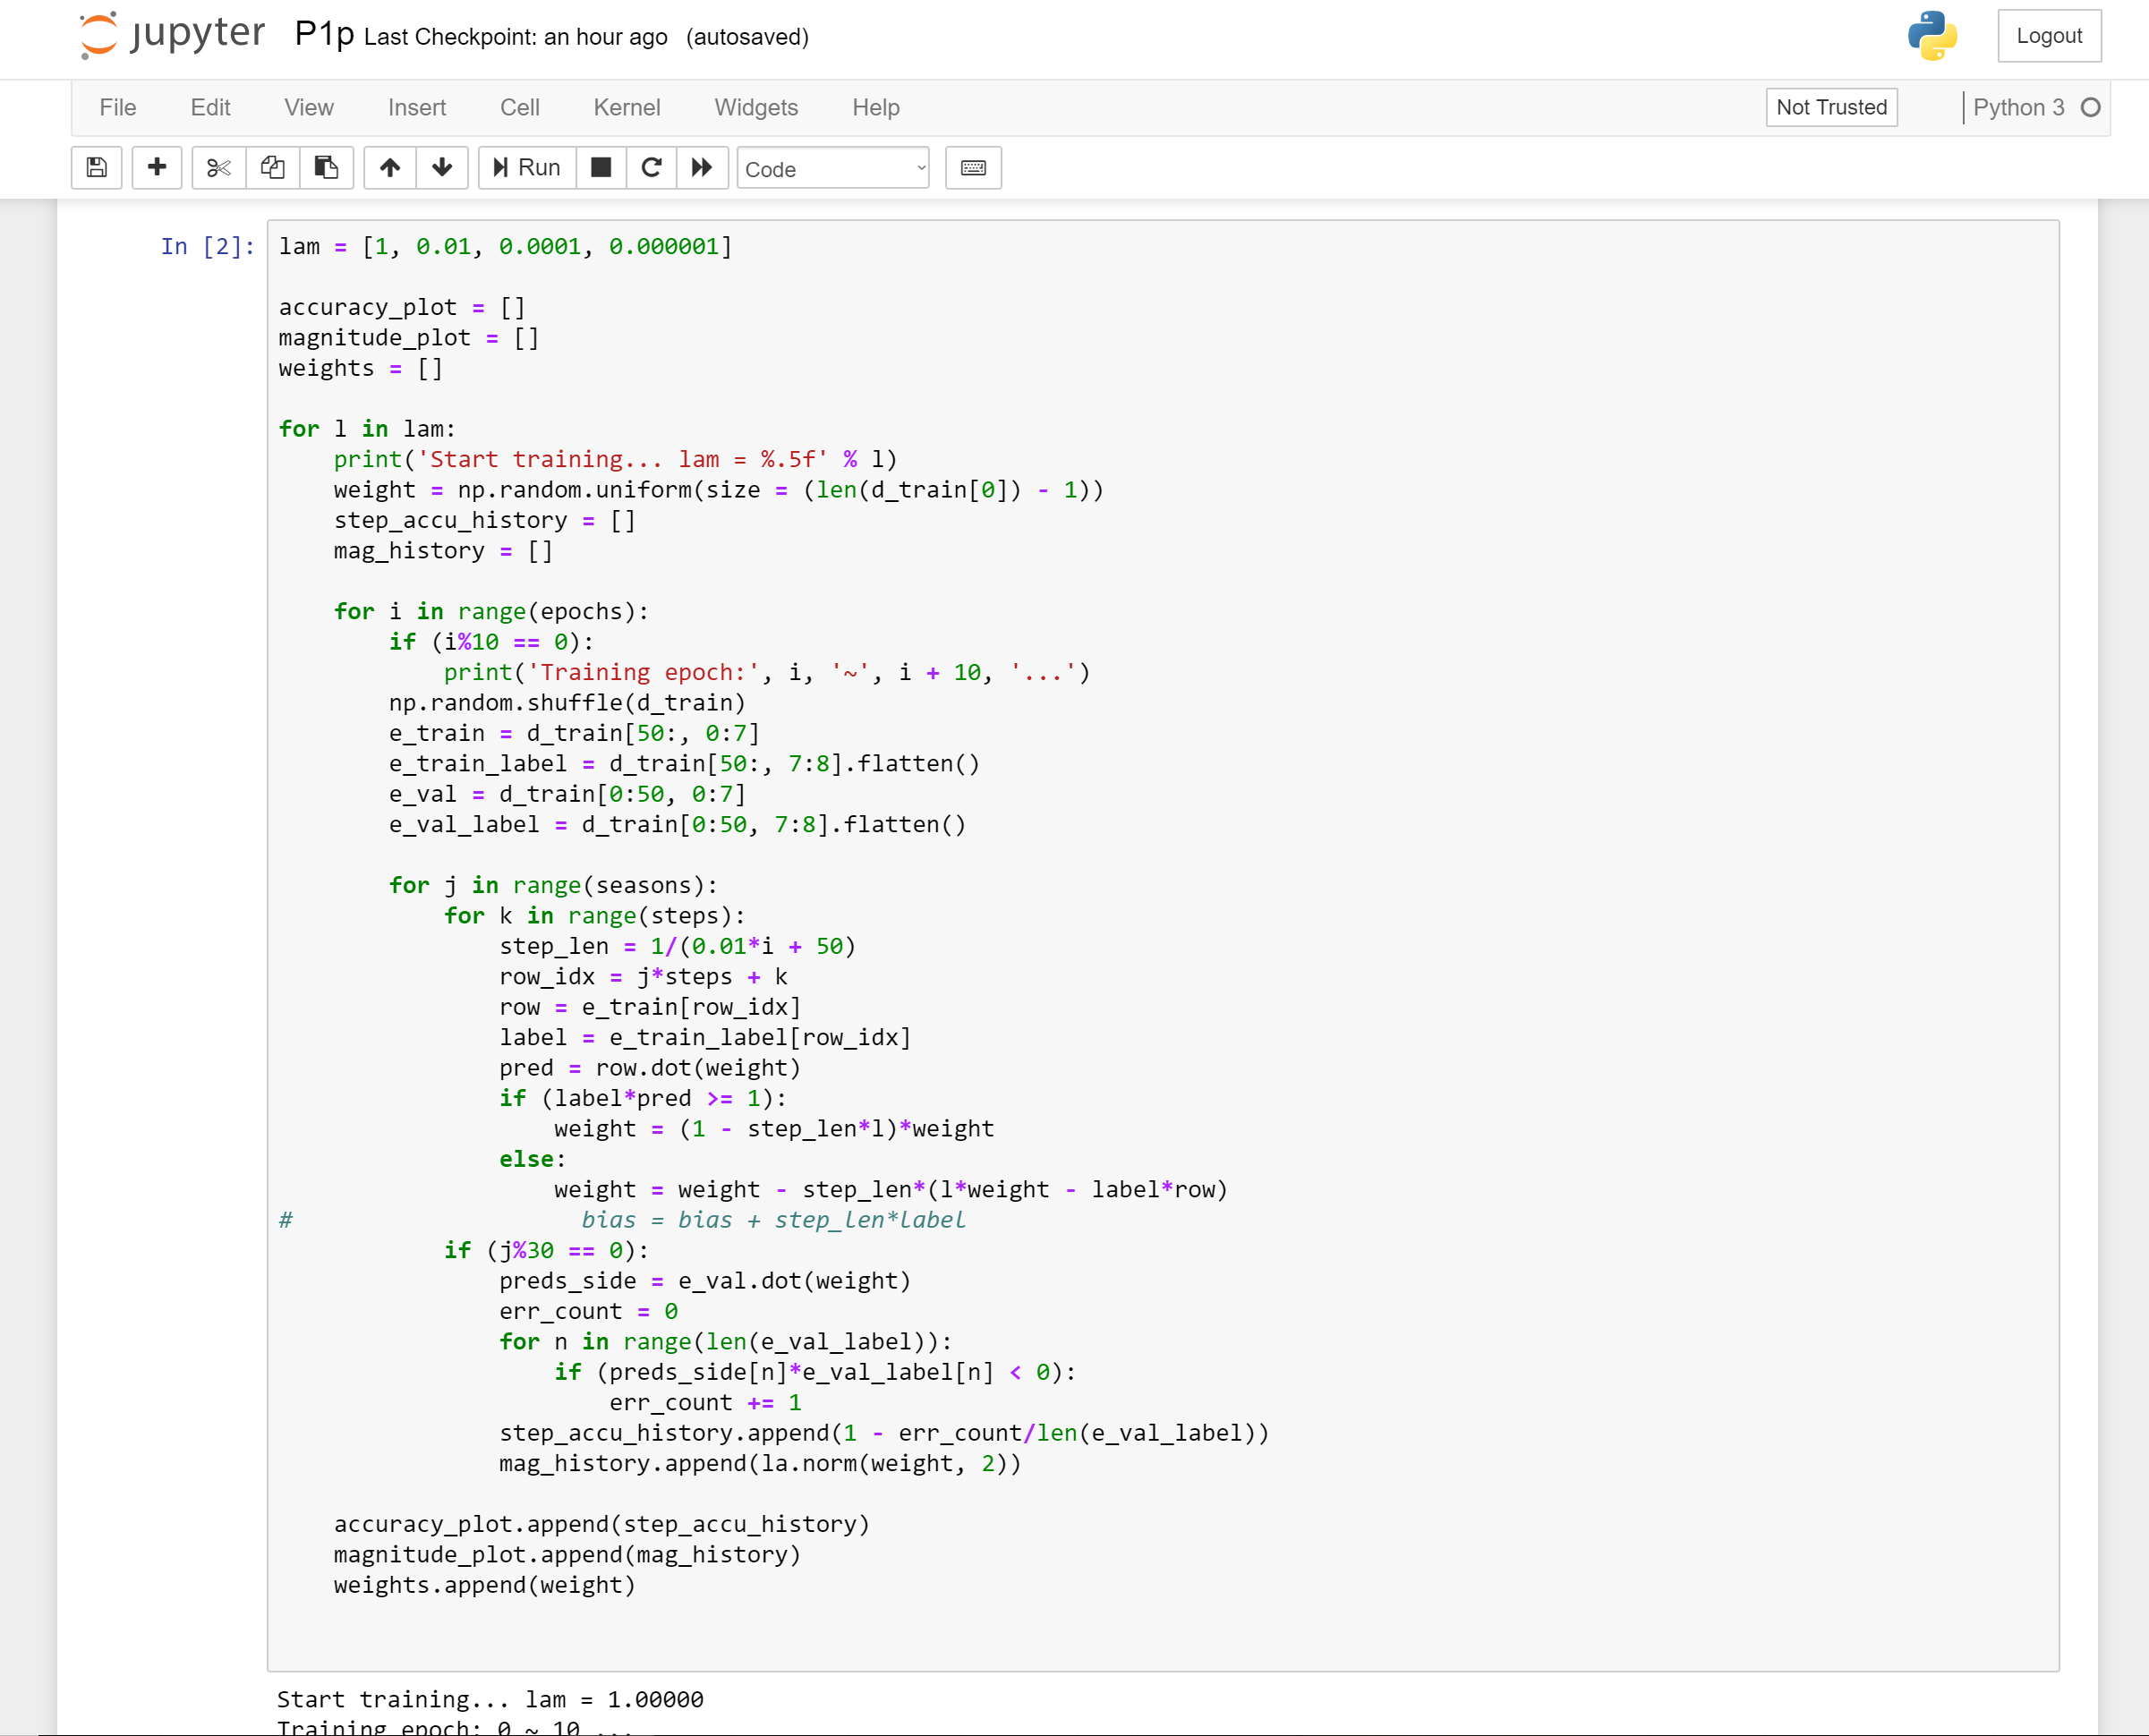 jupyter P1p Last Checkpoint: an hour ago (autosaved) Logout
File Edit View Insert Cell Kernel Widgets Help Not Trusted Python 3
Run Code
In [2]: lam = [1, 0.01, 0.0001, 0.000001]
accuracy_plot = []
magnitude_plot = []
weights = []
for l in lam:
    print('Start training... lam = %.5f' % l)
    weight = np.random.uniform(size = (len(d_train[0]) - 1))
    step_accu_history = []
    mag_history = []
    for i in range(epochs):
        if (i%10 == 0):
            print('Training epoch:', i, '~', i + 10, '...')
        np.random.shuffle(d_train)
        e_train = d_train[50:, 0:7]
        e_train_label = d_train[50:, 7:8].flatten()
        e_val = d_train[0:50, 0:7]
        e_val_label = d_train[0:50, 7:8].flatten()
        for j in range(seasons):
            for k in range(steps):
                step_len = 1/(0.01*i + 50)
                row_idx = j*steps + k
                row = e_train[row_idx]
                label = e_train_label[row_idx]
                pred = row.dot(weight)
                if (label*pred >= 1):
                    weight = (1 - step_len*l)*weight
                else:
                    weight = weight - step_len*(l*weight - label*row)
#                     bias = bias + step_len*label
            if (j%30 == 0):
                preds_side = e_val.dot(weight)
                err_count = 0
                for n in range(len(e_val_label)):
                    if (preds_side[n]*e_val_label[n] < 0):
                        err_count += 1
                step_accu_history.append(1 - err_count/len(e_val_label))
                mag_history.append(la.norm(weight, 2))
    accuracy_plot.append(step_accu_history)
    magnitude_plot.append(mag_history)
    weights.append(weight)
Start training... lam = 1.00000
Training epoch: 0 ~ 10 ...